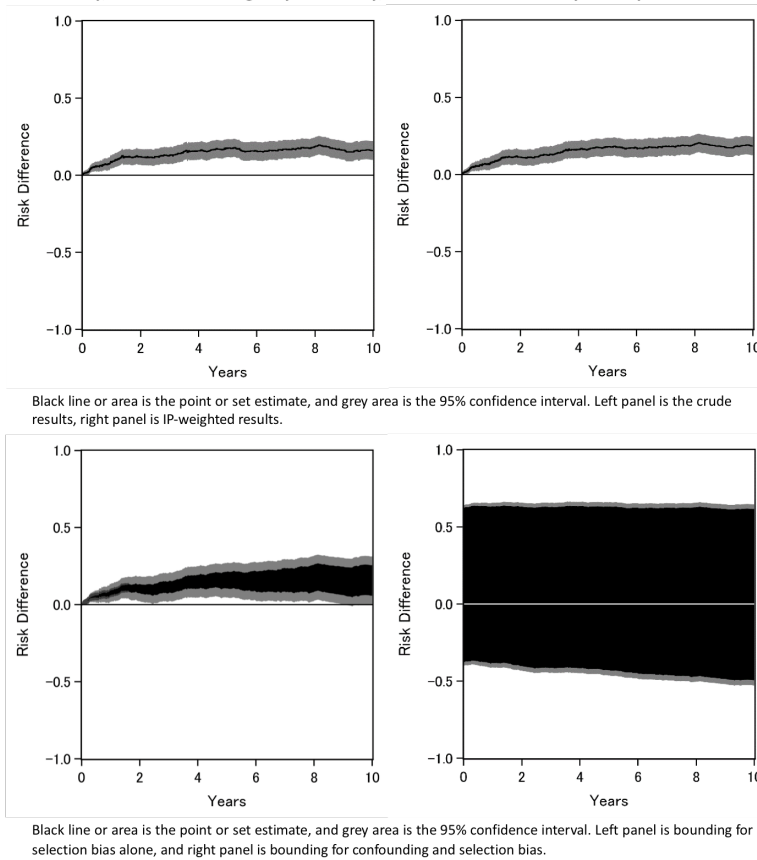 1.0
1.0
0.5
0.5
0.0
0.0
−0.5
−0.5
−1.0
−1.0
Risk Difference
Risk Difference
0 2 4 6 8 10
0 2 4 6 8
Years
Years
Black line or area is the point or set estimate, and grey area is the 95% confidence interval. Left panel is the crude
results, right panel is IP-weighted results.
1.0
1.0
0.5
0.5
0.0
0.0
−0.5
−0.5
−1.0
−1.0
Risk Difference
Risk Difference
0 2 4 6 8 10
0 2 4 6 8
Years
Years
Black line or area is the point or set estimate, and grey area is the 95% confidence interval. Left panel is bounding for
selection bias alone, and right panel is bounding for confounding and selection bias.